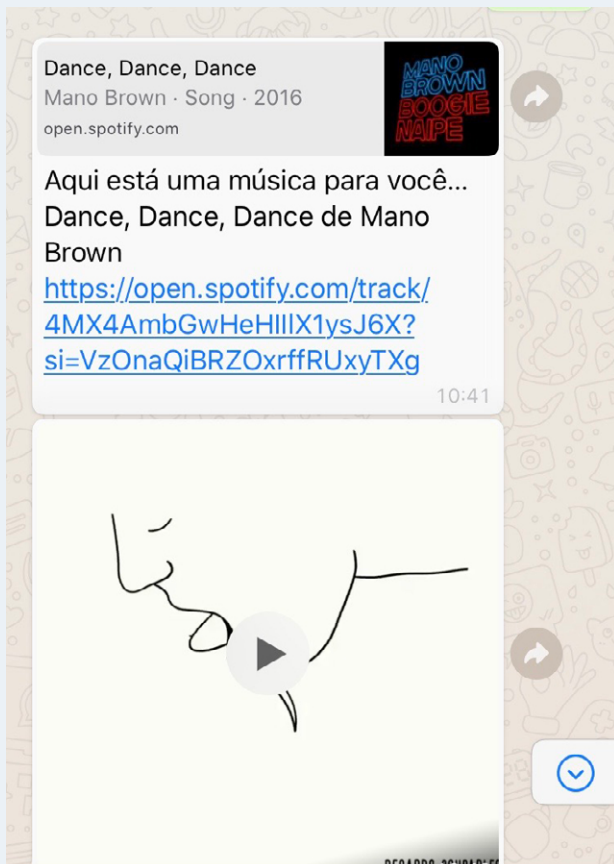 Dance, Dance, Dance
Mano Brown · Song · 2016
open.spotify.com
MANO
BROWN
BOOGIE
NAIPE
Aqui está uma música para você...
Dance, Dance, Dance de Mano
Brown
https://open.spotify.com/track/
4MX4AmbGwHeHIllX1ysJ6X?
si=VzOnaQiBRZOxrffRUxyTXg
10:41